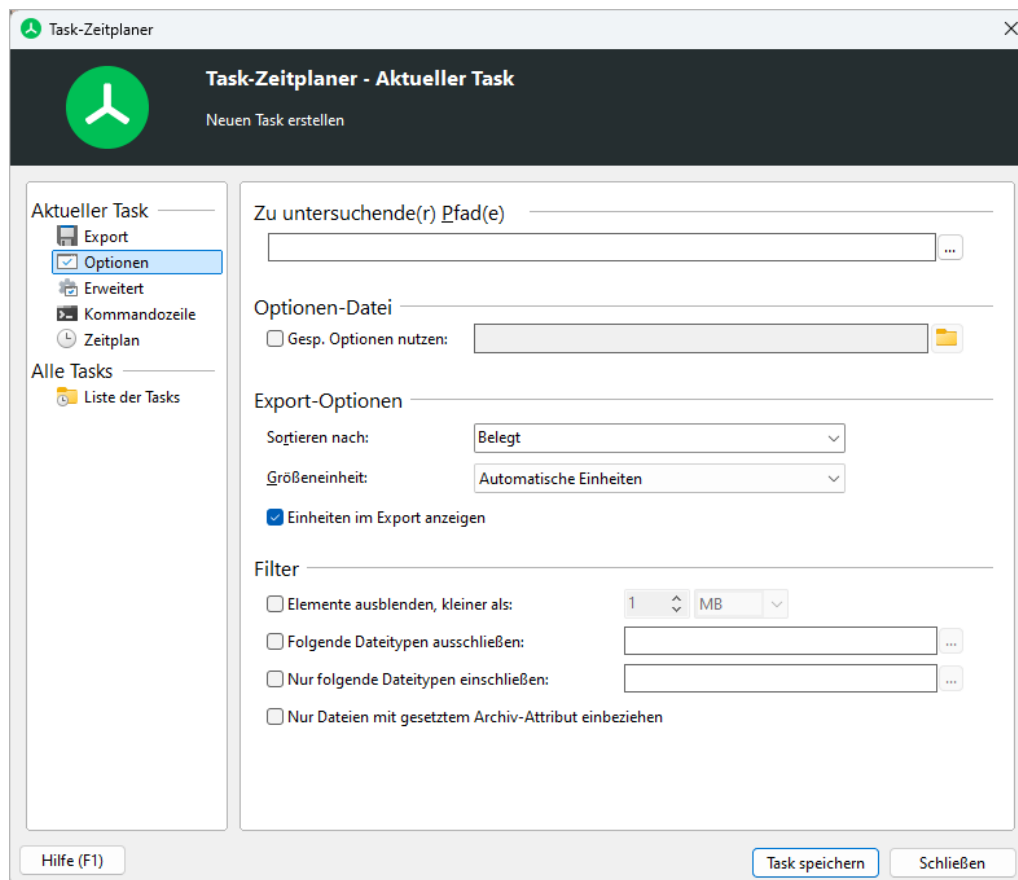 Task-Zeitplaner
Task-Zeitplaner - Aktueller Task
Neuen Task erstellen
Aktueller Task
Export
Optionen
Erweitert
Kommandozeile
Zeitplan
Alle Tasks
Liste der Tasks
Zu untersuchende(r) Pfad(e)
...
Optionen-Datei
Gesp. Optionen nutzen:
Export-Optionen
Sortieren nach: Belegt
Größeneinheit: Automatische Einheiten
Einheiten im Export anzeigen
Filter
Elemente ausblenden, kleiner als: 1 MB
Folgende Dateitypen ausschließen: ...
Nur folgende Dateitypen einschließen: ...
Nur Dateien mit gesetztem Archiv-Attribut einbeziehen
Hilfe (F1) Task speichern Schließen